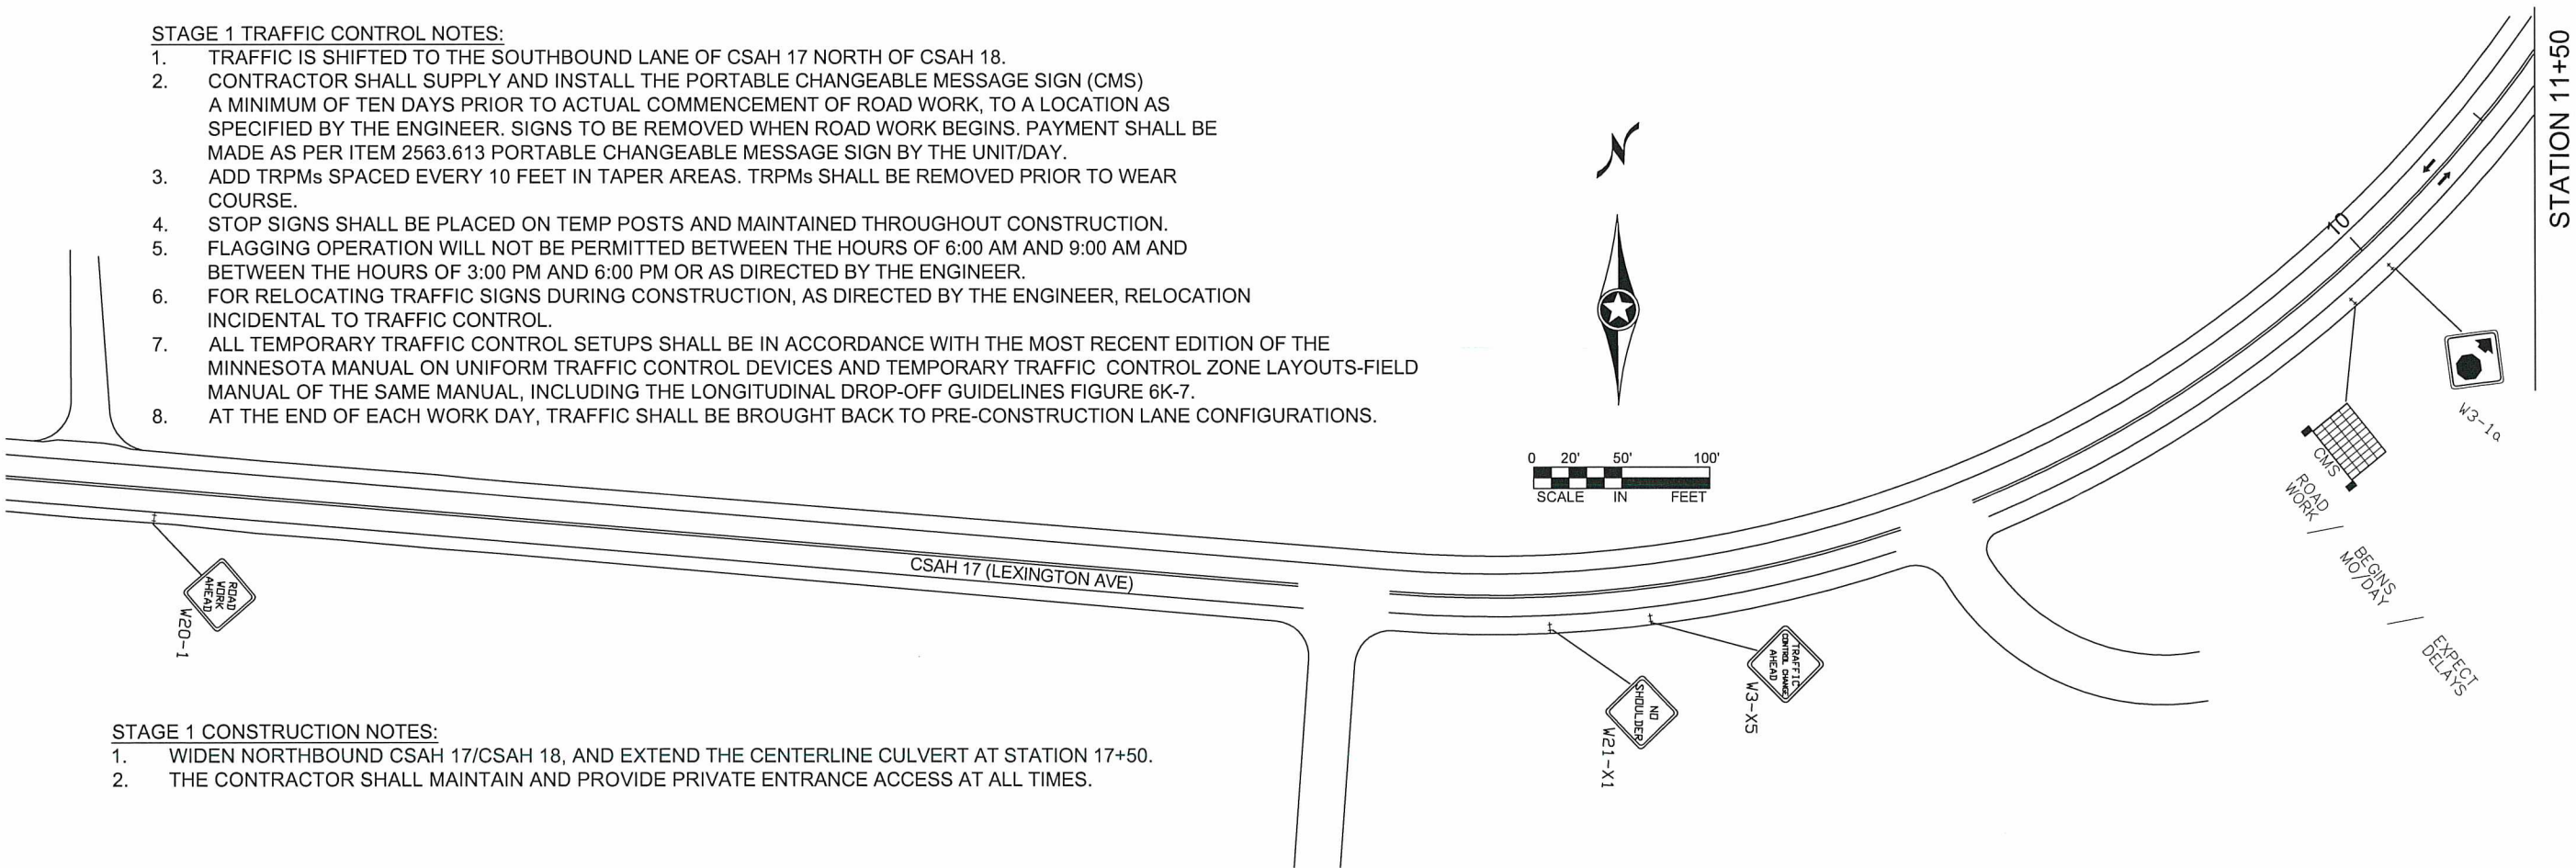 STAGE 1 TRAFFIC CONTROL NOTES:
1. TRAFFIC IS SHIFTED TO THE SOUTHBOUND LANE OF CSAH 17 NORTH OF CSAH 18.
2. CONTRACTOR SHALL SUPPLY AND INSTALL THE PORTABLE CHANGEABLE MESSAGE SIGN (CMS)
A MINIMUM OF TEN DAYS PRIOR TO ACTUAL COMMENCEMENT OF ROAD WORK, TO A LOCATION AS
SPECIFIED BY THE ENGINEER. SIGNS TO BE REMOVED WHEN ROAD WORK BEGINS. PAYMENT SHALL BE
MADE AS PER ITEM 2563.613 PORTABLE CHANGEABLE MESSAGE SIGN BY THE UNIT/DAY.
3. ADD TRPMs SPACED EVERY 10 FEET IN TAPER AREAS. TRPMs SHALL BE REMOVED PRIOR TO WEAR
COURSE.
4. STOP SIGNS SHALL BE PLACED ON TEMP POSTS AND MAINTAINED THROUGHOUT CONSTRUCTION.
5. FLAGGING OPERATION WILL NOT BE PERMITTED BETWEEN THE HOURS OF 6:00 AM AND 9:00 AM AND
BETWEEN THE HOURS OF 3:00 PM AND 6:00 PM OR AS DIRECTED BY THE ENGINEER.
6. FOR RELOCATING TRAFFIC SIGNS DURING CONSTRUCTION, AS DIRECTED BY THE ENGINEER, RELOCATION
INCIDENTAL TO TRAFFIC CONTROL.
7. ALL TEMPORARY TRAFFIC CONTROL SETUPS SHALL BE IN ACCORDANCE WITH THE MOST RECENT EDITION OF THE
MINNESOTA MANUAL ON UNIFORM TRAFFIC CONTROL DEVICES AND TEMPORARY TRAFFIC CONTROL ZONE LAYOUTS-FIELD
MANUAL OF THE SAME MANUAL, INCLUDING THE LONGITUDINAL DROP-OFF GUIDELINES FIGURE 6K-7.
8. AT THE END OF EACH WORK DAY, TRAFFIC SHALL BE BROUGHT BACK TO PRE-CONSTRUCTION LANE CONFIGURATIONS.
N
0 20' 50' 100'
SCALE IN FEET
STATION 11+50
10
W3-1a
CMS
ROAD
WORK /
BEGINS
MO/DAY /
EXPECT
DELAYS
CSAH 17 (LEXINGTON AVE)
ROAD
WORK
AHEAD
W20-1
TRAFFIC
CONTROL CHANGE
AHEAD
W3-X5
NO
SHOULDER
W21-X1
STAGE 1 CONSTRUCTION NOTES:
1. WIDEN NORTHBOUND CSAH 17/CSAH 18, AND EXTEND THE CENTERLINE CULVERT AT STATION 17+50.
2. THE CONTRACTOR SHALL MAINTAIN AND PROVIDE PRIVATE ENTRANCE ACCESS AT ALL TIMES.